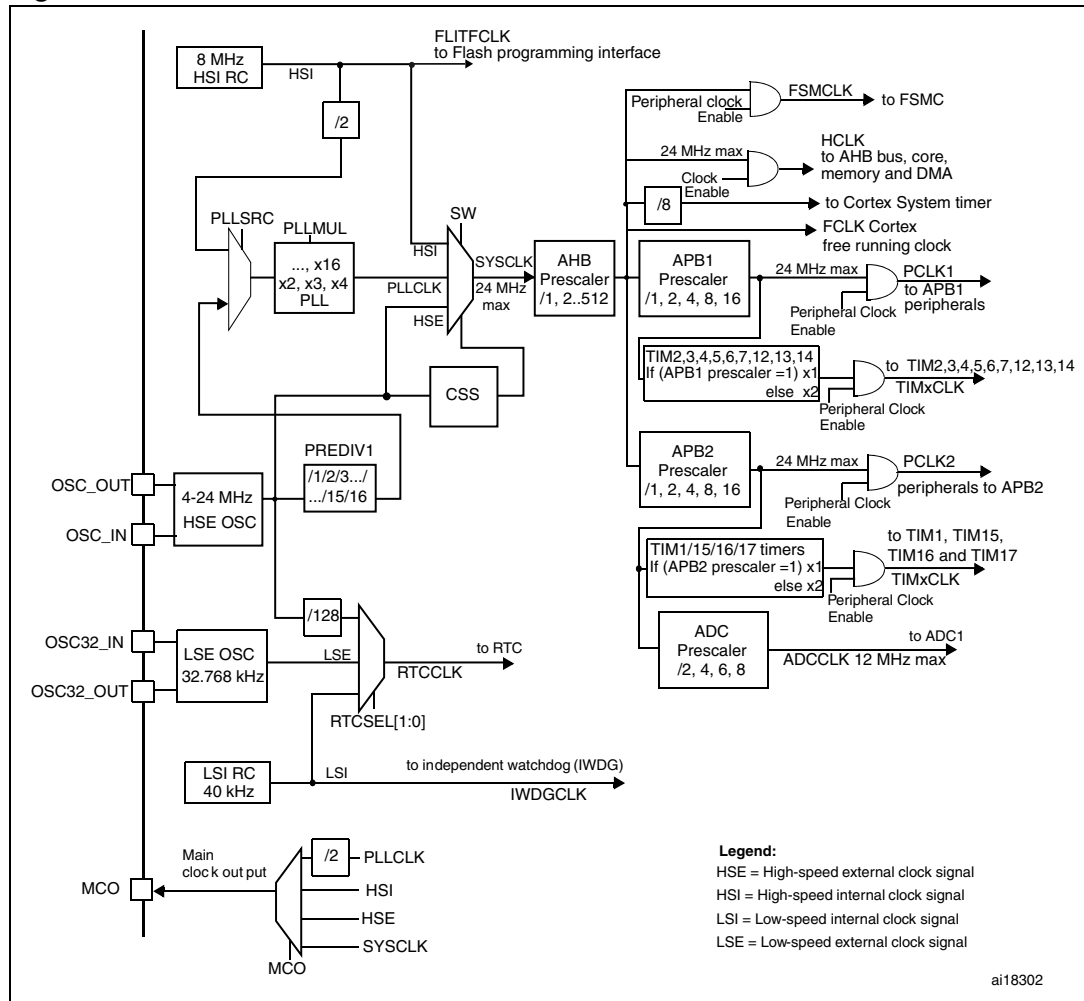 FLITFCLK
to Flash programming interface
8 MHz
HSI RC
HSI
/2
FSMCLK
to FSMC
Peripheral clock
Enable
24 MHz max
HCLK
to AHB bus, core,
memory and DMA
Clock
Enable
/8
to Cortex System timer
FCLK Cortex
free running clock
PLLSRC
PLLMUL
..., x16
x2, x3, x4
PLL
SW
HSI
PLLCLK
HSE
SYSCLK
24 MHz
max
AHB
Prescaler
/1, 2..512
APB1
Prescaler
/1, 2, 4, 8, 16
24 MHz max
PCLK1
to APB1
peripherals
Peripheral Clock
Enable
TIM2,3,4,5,6,7,12,13,14
If (APB1 prescaler =1) x1
else x2
to TIM2,3,4,5,6,7,12,13,14
TIMxCLK
Peripheral Clock
Enable
CSS
PREDIV1
/1/2/3.../
.../15/16
OSC_OUT
OSC_IN
4-24 MHz
HSE OSC
APB2
Prescaler
/1, 2, 4, 8, 16
24 MHz max
PCLK2
peripherals to APB2
Peripheral Clock
Enable
TIM1/15/16/17 timers
If (APB2 prescaler =1) x1
else x2
to TIM1, TIM15,
TIM16 and TIM17
TIMxCLK
Peripheral Clock
Enable
ADC
Prescaler
/2, 4, 6, 8
to ADC1
ADCCLK 12 MHz max
/128
OSC32_IN
OSC32_OUT
LSE OSC
32.768 kHz
LSE
to RTC
RTCCLK
RTCSEL[1:0]
LSI RC
40 kHz
LSI
to independent watchdog (IWDG)
IWDGCLK
MCO
Main
clock output
/2
PLLCLK
HSI
HSE
SYSCLK
MCO
Legend:
HSE = High-speed external clock signal
HSI = High-speed internal clock signal
LSI = Low-speed internal clock signal
LSE = Low-speed external clock signal
ai18302